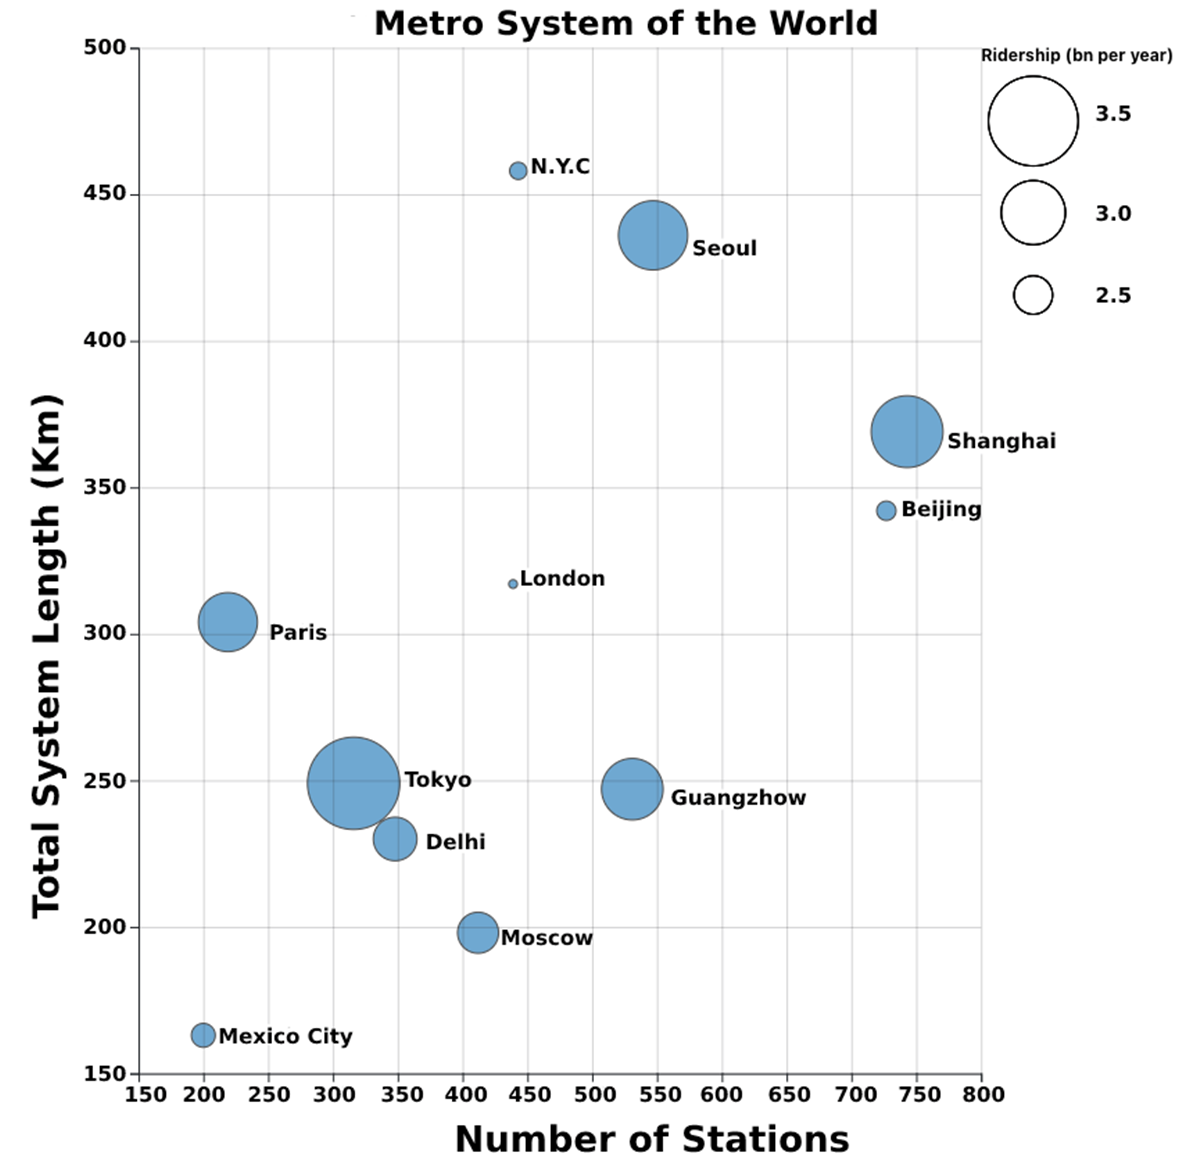 Metro System of the World
Ridership (bn per year)
3.5
3.0
2.5
500
450
400
350
300
250
200
150
Total System Length (Km)
N.Y.C
Seoul
Shanghai
Beijing
London
Paris
Tokyo
Guangzhow
Delhi
Moscow
Mexico City
150 200 250 300 350 400 450 500 550 600 650 700 750 800
Number of Stations